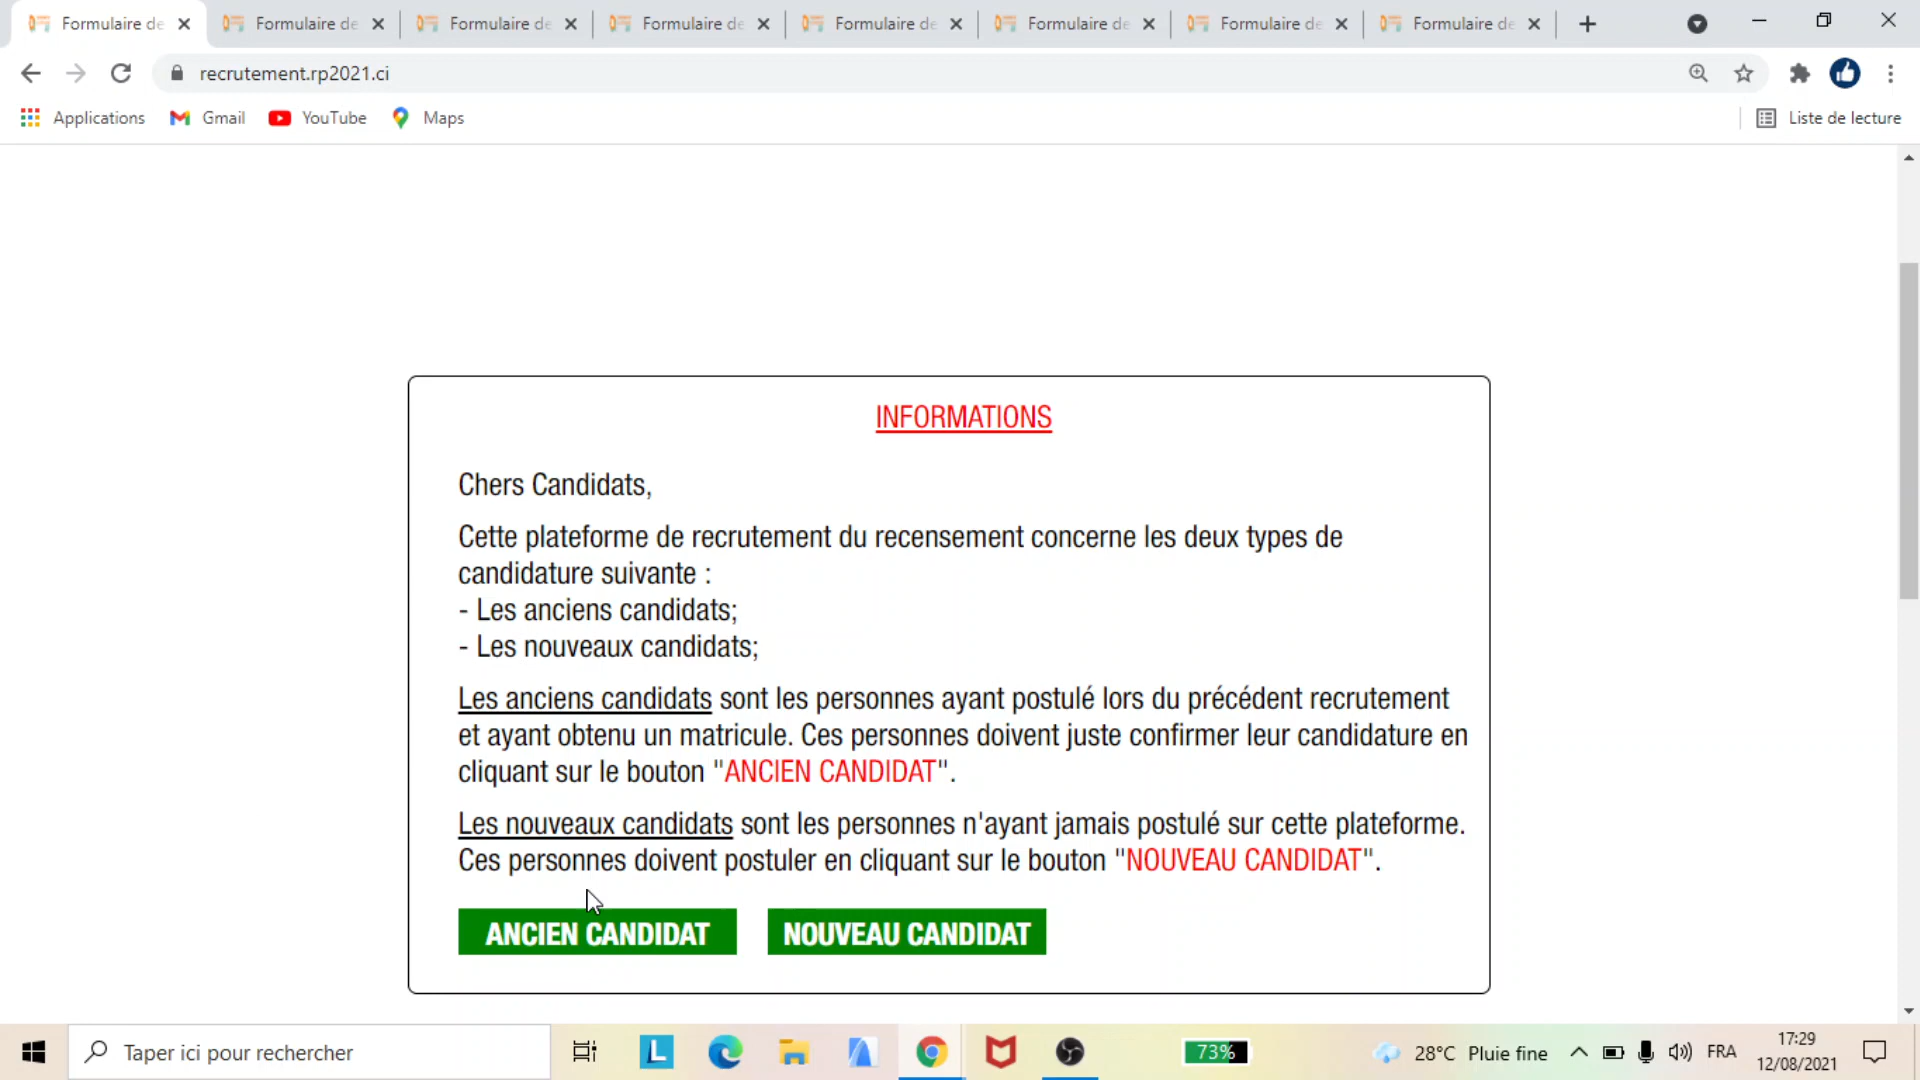 Formulaire de Formulaire de Formulaire de Formulaire de Formulaire de Formulaire de Formulaire de Formulaire de
recrutement.rp2021.ci
Applications Gmail YouTube Maps Liste de lecture
INFORMATIONS
Chers Candidats,
Cette plateforme de recrutement du recensement concerne les deux types de
candidature suivante :
- Les anciens candidats;
- Les nouveaux candidats;
Les anciens candidats sont les personnes ayant postulé lors du précédent recrutement
et ayant obtenu un matricule. Ces personnes doivent juste confirmer leur candidature en
cliquant sur le bouton "ANCIEN CANDIDAT".
Les nouveaux candidats sont les personnes n'ayant jamais postulé sur cette plateforme.
Ces personnes doivent postuler en cliquant sur le bouton "NOUVEAU CANDIDAT".
ANCIEN CANDIDAT NOUVEAU CANDIDAT
Taper ici pour rechercher L 73% 28°C Pluie fine FRA 17:29
12/08/2021